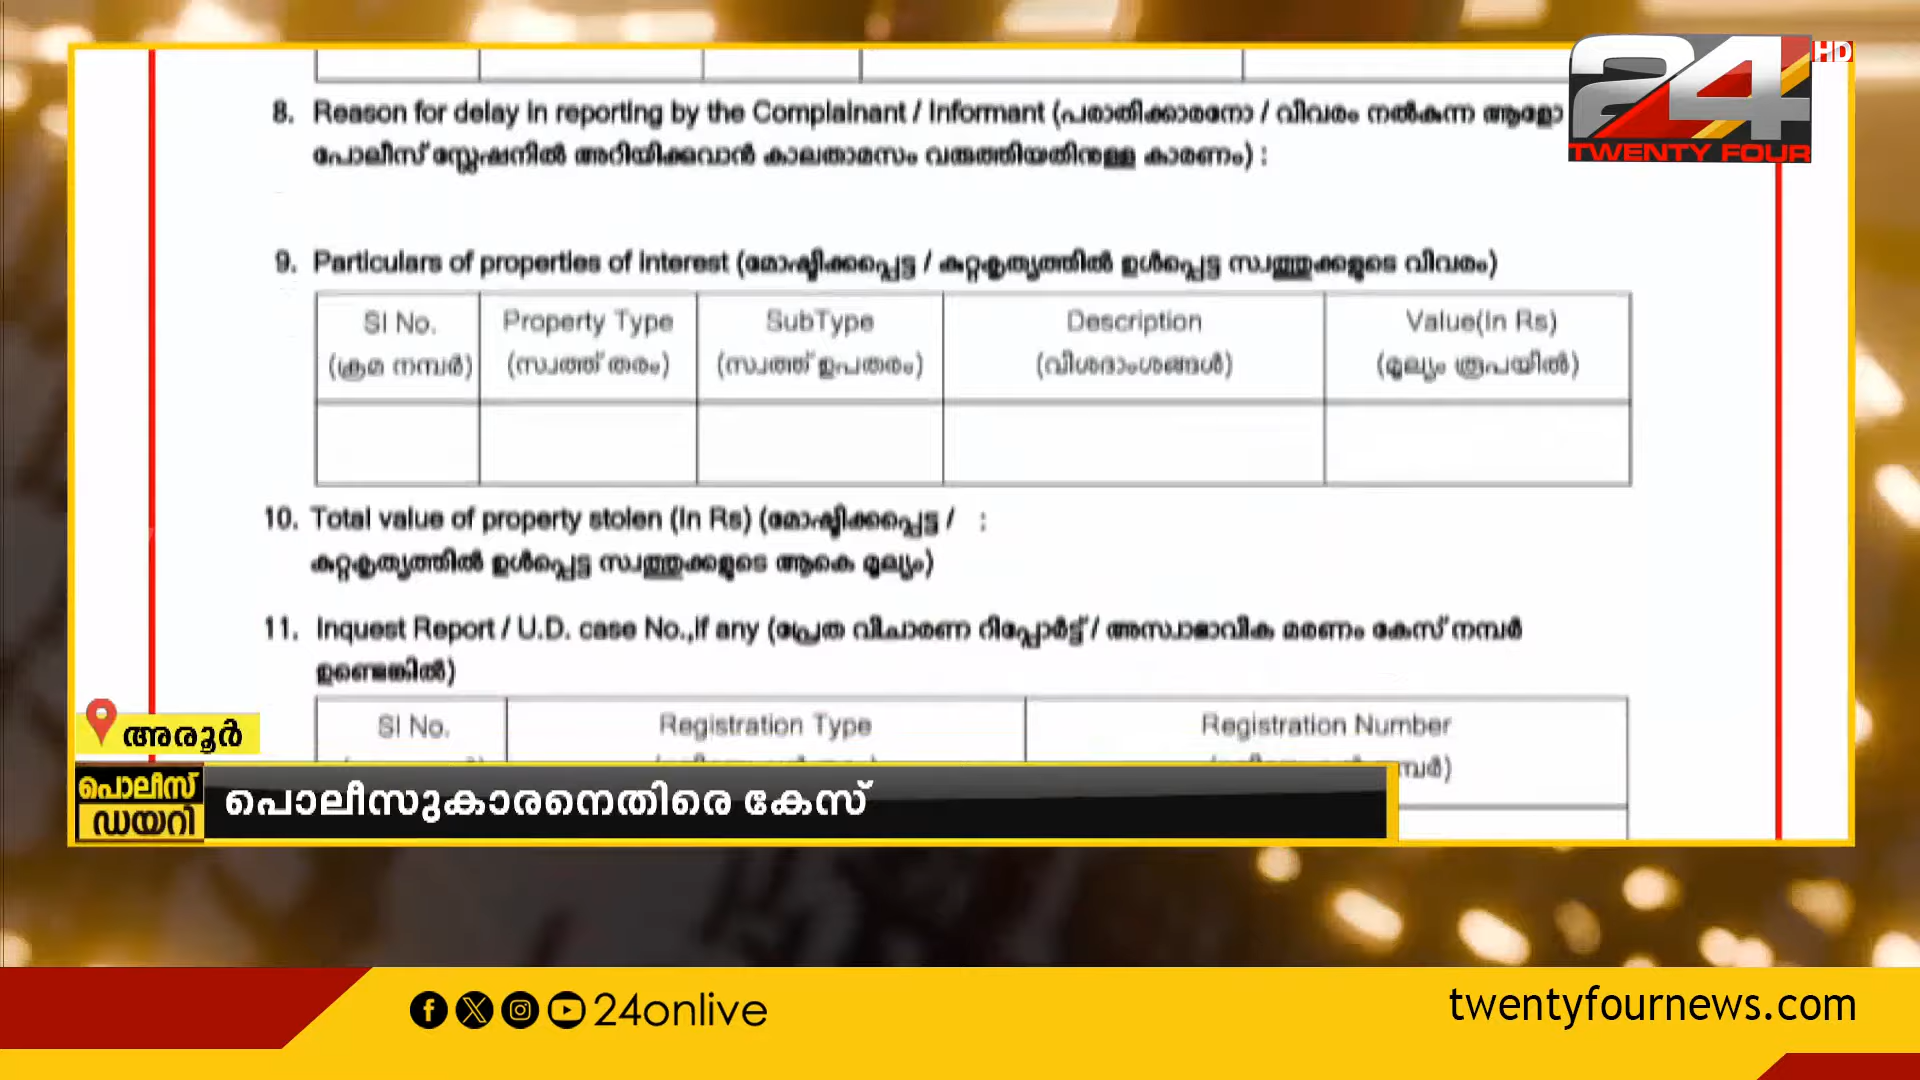 24 HD
TWENTY FOUR
8. Reason for delay in reporting by the Complainant / Informant (പരാതിക്കാരനോ / വിവരം നൽകുന്ന ആളോ
പോലീസ് സ്റ്റേഷനിൽ അറിയിക്കുവാൻ കാലതാമസം വരുത്തിയതിനുള്ള കാരണം) :
9. Particulars of properties of interest (മോഷ്ടിക്കപ്പെട്ട / കുറ്റകൃത്യത്തിൽ ഉൾപ്പെട്ട സ്വത്തുക്കളുടെ വിവരം)
Sl No. Property Type SubType Description Value(In Rs)
(ക്രമ നമ്പർ) (സ്വത്ത് തരം) (സ്വത്ത് ഉപതരം) (വിശദാംശങ്ങൾ) (മൂല്യം രൂപയിൽ)
10. Total value of property stolen (In Rs) (മോഷ്ടിക്കപ്പെട്ട / :
കുറ്റകൃത്യത്തിൽ ഉൾപ്പെട്ട സ്വത്തുക്കളുടെ ആകെ മൂല്യം)
11. Inquest Report / U.D. case No.,if any (പ്രേത വിചാരണ റിപ്പോർട്ട് / അസ്വാഭാവിക മരണം കേസ് നമ്പർ
ഉണ്ടെങ്കിൽ)
Sl No. Registration Type Registration Number
അരൂർ
പൊലീസ്
ഡയറി
പൊലീസുകാരനെതിരെ കേസ്
24onlive
twentyfournews.com